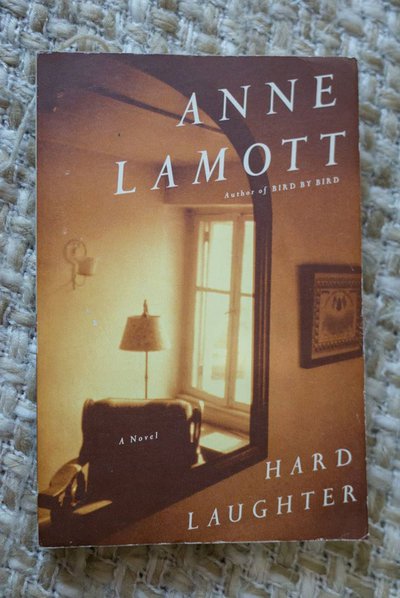 ANNE
LAMOTT
Author of BIRD BY BIRD
A Novel
HARD
LAUGHTER